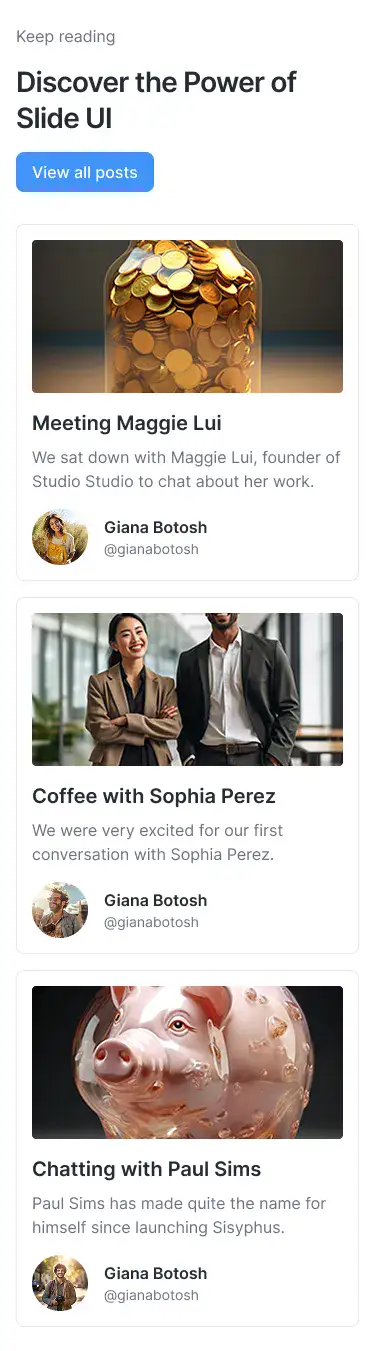 Keep reading
Discover the Power of
Slide UI
View all posts
Meeting Maggie Lui
We sat down with Maggie Lui, founder of
Studio Studio to chat about her work.
Giana Botosh
@gianabotosh
Coffee with Sophia Perez
We were very excited for our first
conversation with Sophia Perez.
Giana Botosh
@gianabotosh
Chatting with Paul Sims
Paul Sims has made quite the name for
himself since launching Sisyphus.
Giana Botosh
@gianabotosh